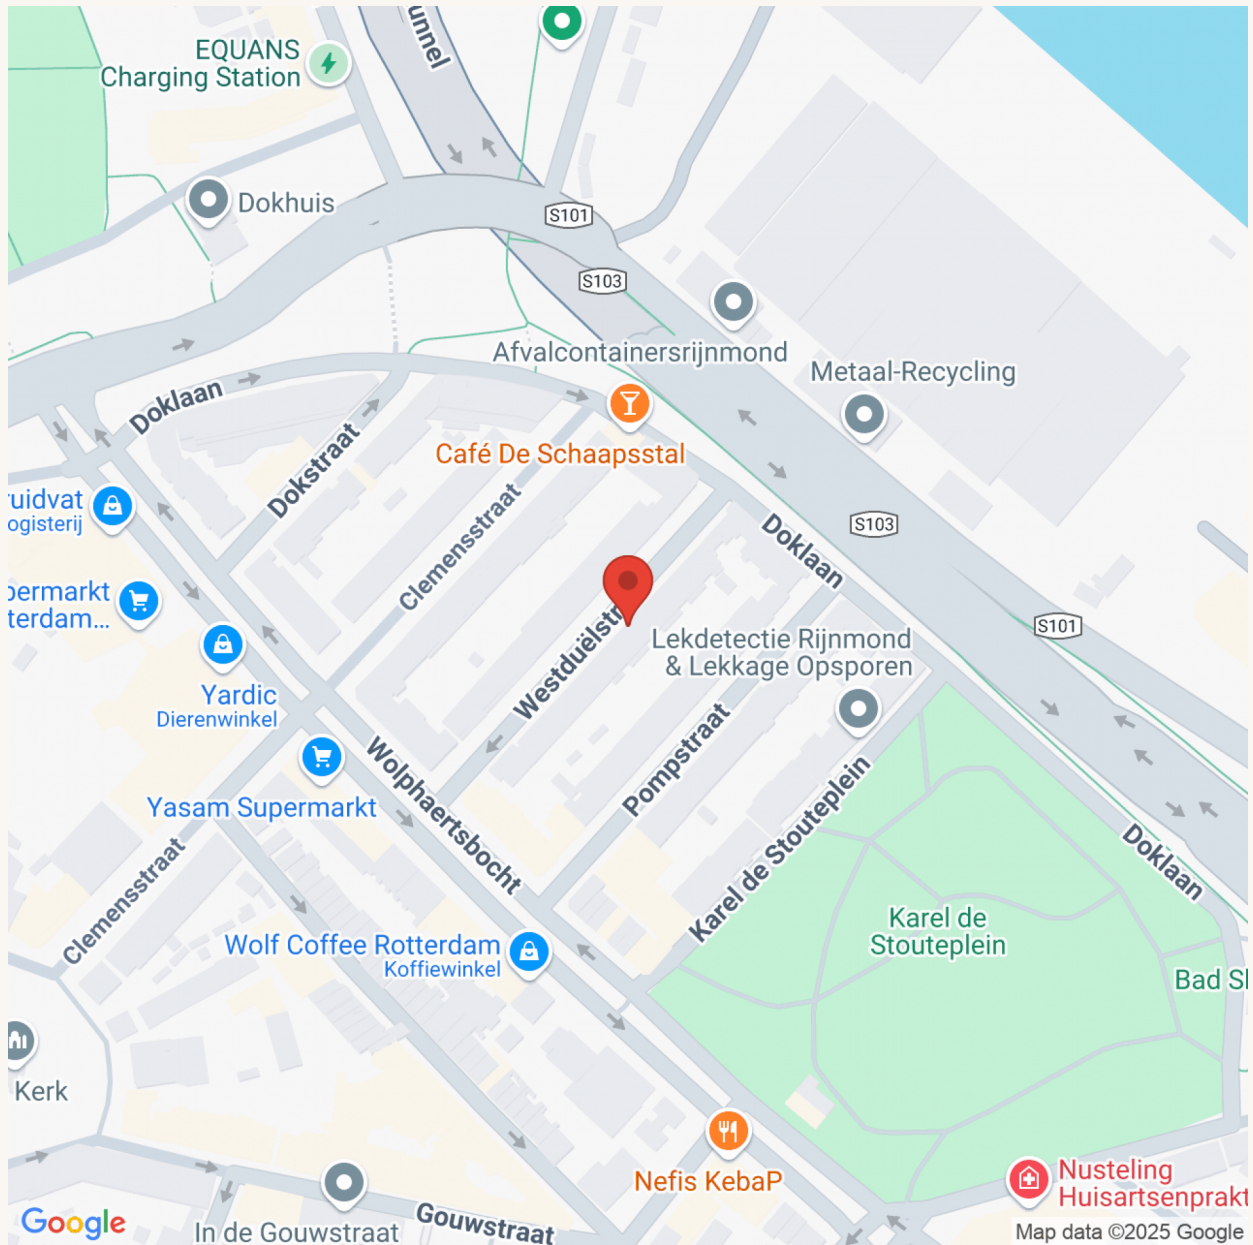 unnel
EQUANS
Charging Station
Dokhuis
S101
S103
Afvalcontainersrijnmond
Metaal-Recycling
Doklaan
Café De Schaapsstal
Dokstraat
ruidvat
ogisterij
Clemensstraat
S103
Doklaan
permarkt
terdam...
Westduëlstr
Lekdetectie Rijnmond
& Lekkage Opsporen
S101
Yardic
Dierenwinkel
Pompstraat
Wolphaertsbocht
Yasam Supermarkt
Karel de Stouteplein
Doklaan
Clemensstraat
Karel de
Stouteplein
Wolf Coffee Rotterdam
Koffiewinkel
Bad Sl
Kerk
Nefis KebaP
Nusteling
Huisartsenprakt
Google
In de Gouwstraat
Gouwstraat
Map data ©2025 Google